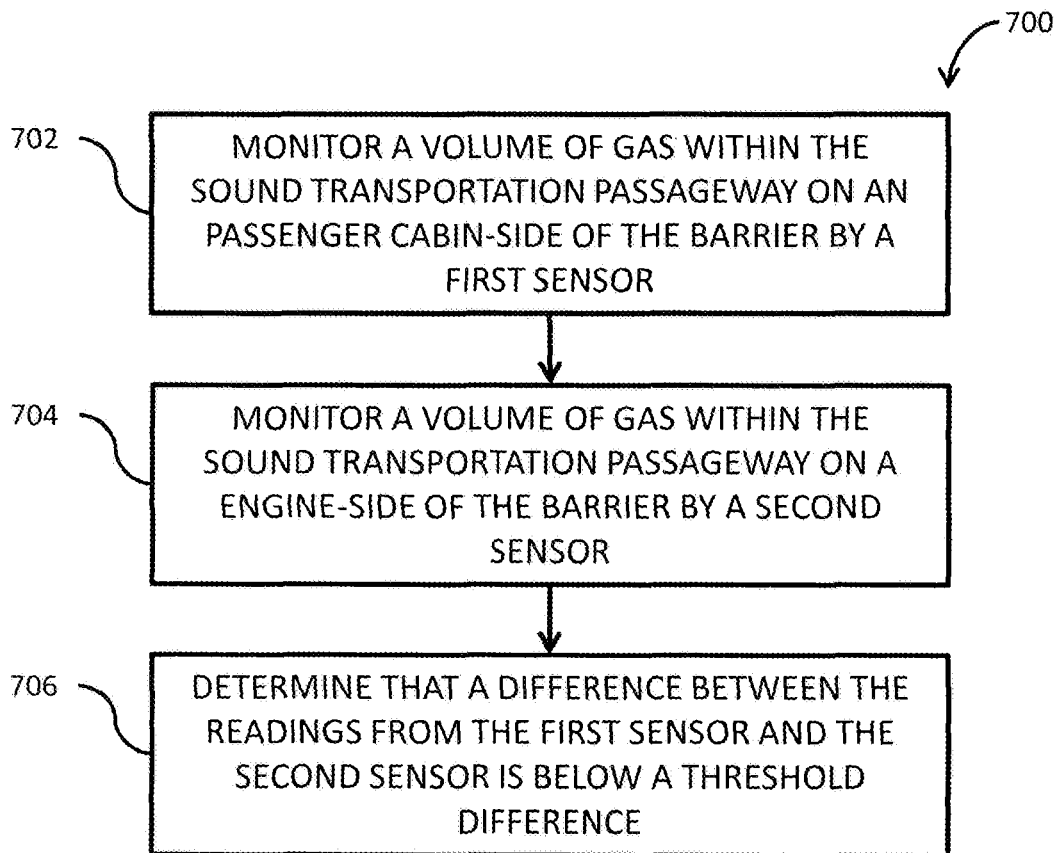 700
702
MONITOR A VOLUME OF GAS WITHIN THE
SOUND TRANSPORTATION PASSAGEWAY ON AN
PASSENGER CABIN-SIDE OF THE BARRIER BY A
FIRST SENSOR
704
MONITOR A VOLUME OF GAS WITHIN THE
SOUND TRANSPORTATION PASSAGEWAY ON A
ENGINE-SIDE OF THE BARRIER BY A SECOND
SENSOR
706
DETERMINE THAT A DIFFERENCE BETWEEN THE
READINGS FROM THE FIRST SENSOR AND THE
SECOND SENSOR IS BELOW A THRESHOLD
DIFFERENCE